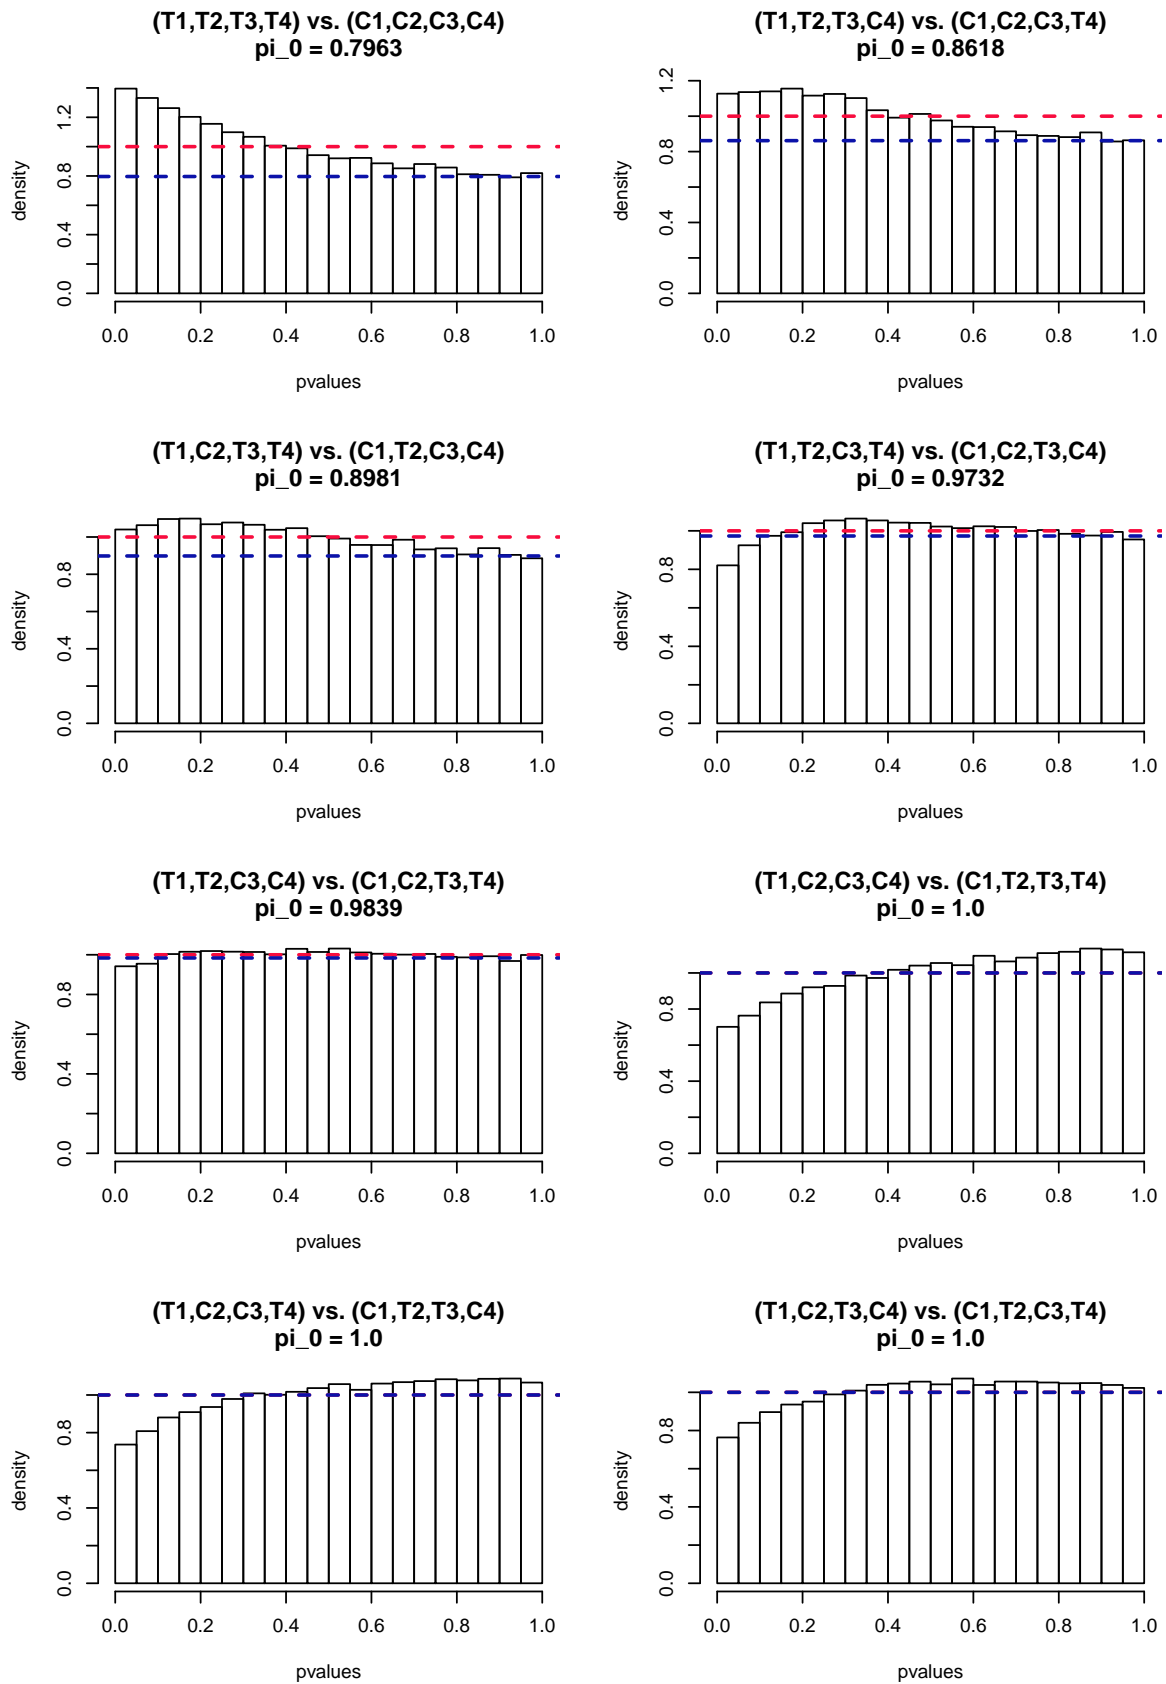 (T1,T2,T3,T4) vs. (C1,C2,C3,C4)
pi_0 = 0.7963
density
0.0 0.4 0.8 1.2
0.0 0.2 0.4 0.6 0.8 1.0
pvalues
(T1,T2,T3,C4) vs. (C1,C2,C3,T4)
pi_0 = 0.8618
density
0.0 0.4 0.8 1.2
0.0 0.2 0.4 0.6 0.8 1.0
pvalues
(T1,C2,T3,T4) vs. (C1,T2,C3,C4)
pi_0 = 0.8981
density
0.0 0.4 0.8
0.0 0.2 0.4 0.6 0.8 1.0
pvalues
(T1,T2,C3,T4) vs. (C1,C2,T3,C4)
pi_0 = 0.9732
density
0.0 0.4 0.8
0.0 0.2 0.4 0.6 0.8 1.0
pvalues
(T1,T2,C3,C4) vs. (C1,C2,T3,T4)
pi_0 = 0.9839
density
0.0 0.4 0.8
0.0 0.2 0.4 0.6 0.8 1.0
pvalues
(T1,C2,C3,C4) vs. (C1,T2,T3,T4)
pi_0 = 1.0
density
0.0 0.4 0.8
0.0 0.2 0.4 0.6 0.8 1.0
pvalues
(T1,C2,C3,T4) vs. (C1,T2,T3,C4)
pi_0 = 1.0
density
0.0 0.4 0.8
0.0 0.2 0.4 0.6 0.8 1.0
pvalues
(T1,C2,T3,C4) vs. (C1,T2,C3,T4)
pi_0 = 1.0
density
0.0 0.4 0.8
0.0 0.2 0.4 0.6 0.8 1.0
pvalues